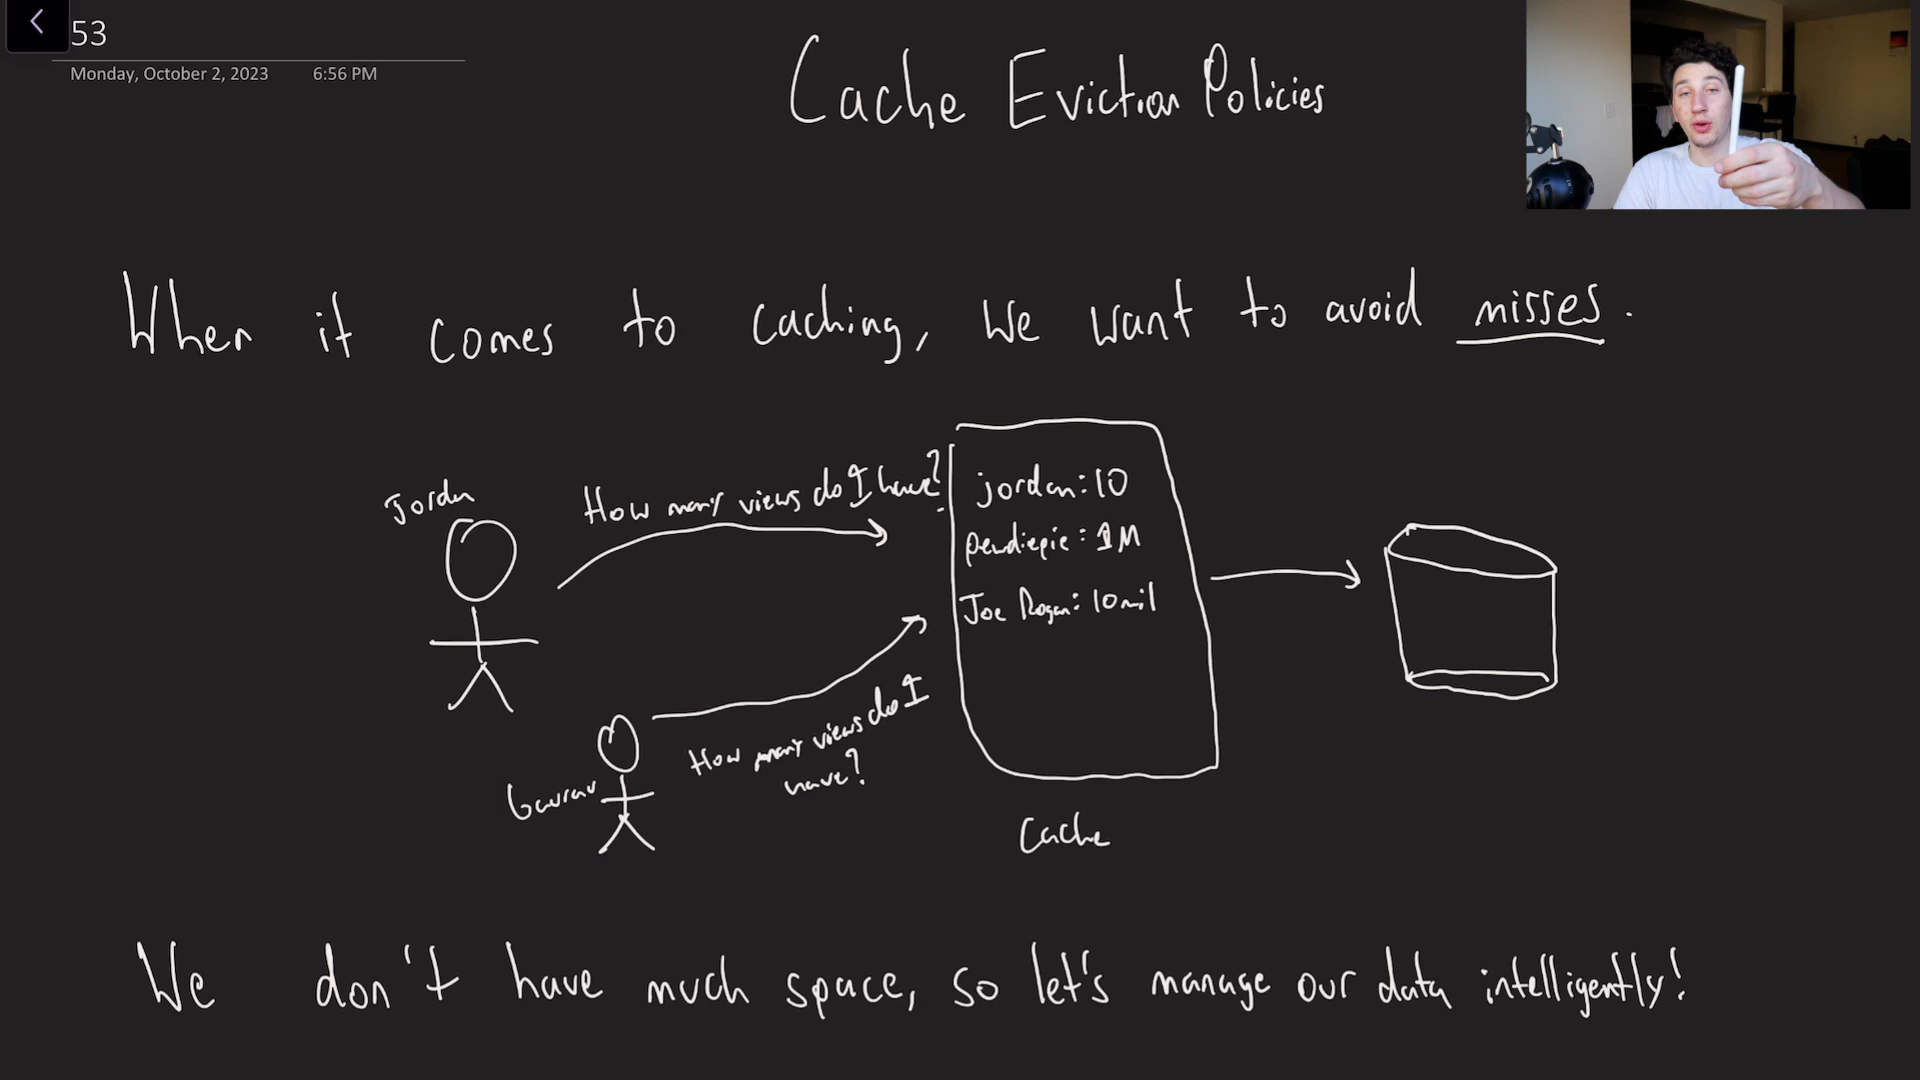 53
Monday, October 2, 2023 6:56 PM
Cache Eviction Policies
When it comes to caching, we want to avoid misses.
Jordan
How many views do I have?
jordan: 10
pewdiepie: 1M
Joe Rogan: 10mil
Gaurav
How many views do I
have?
Cache
We don't have much space, so let's manage our data intelligently!